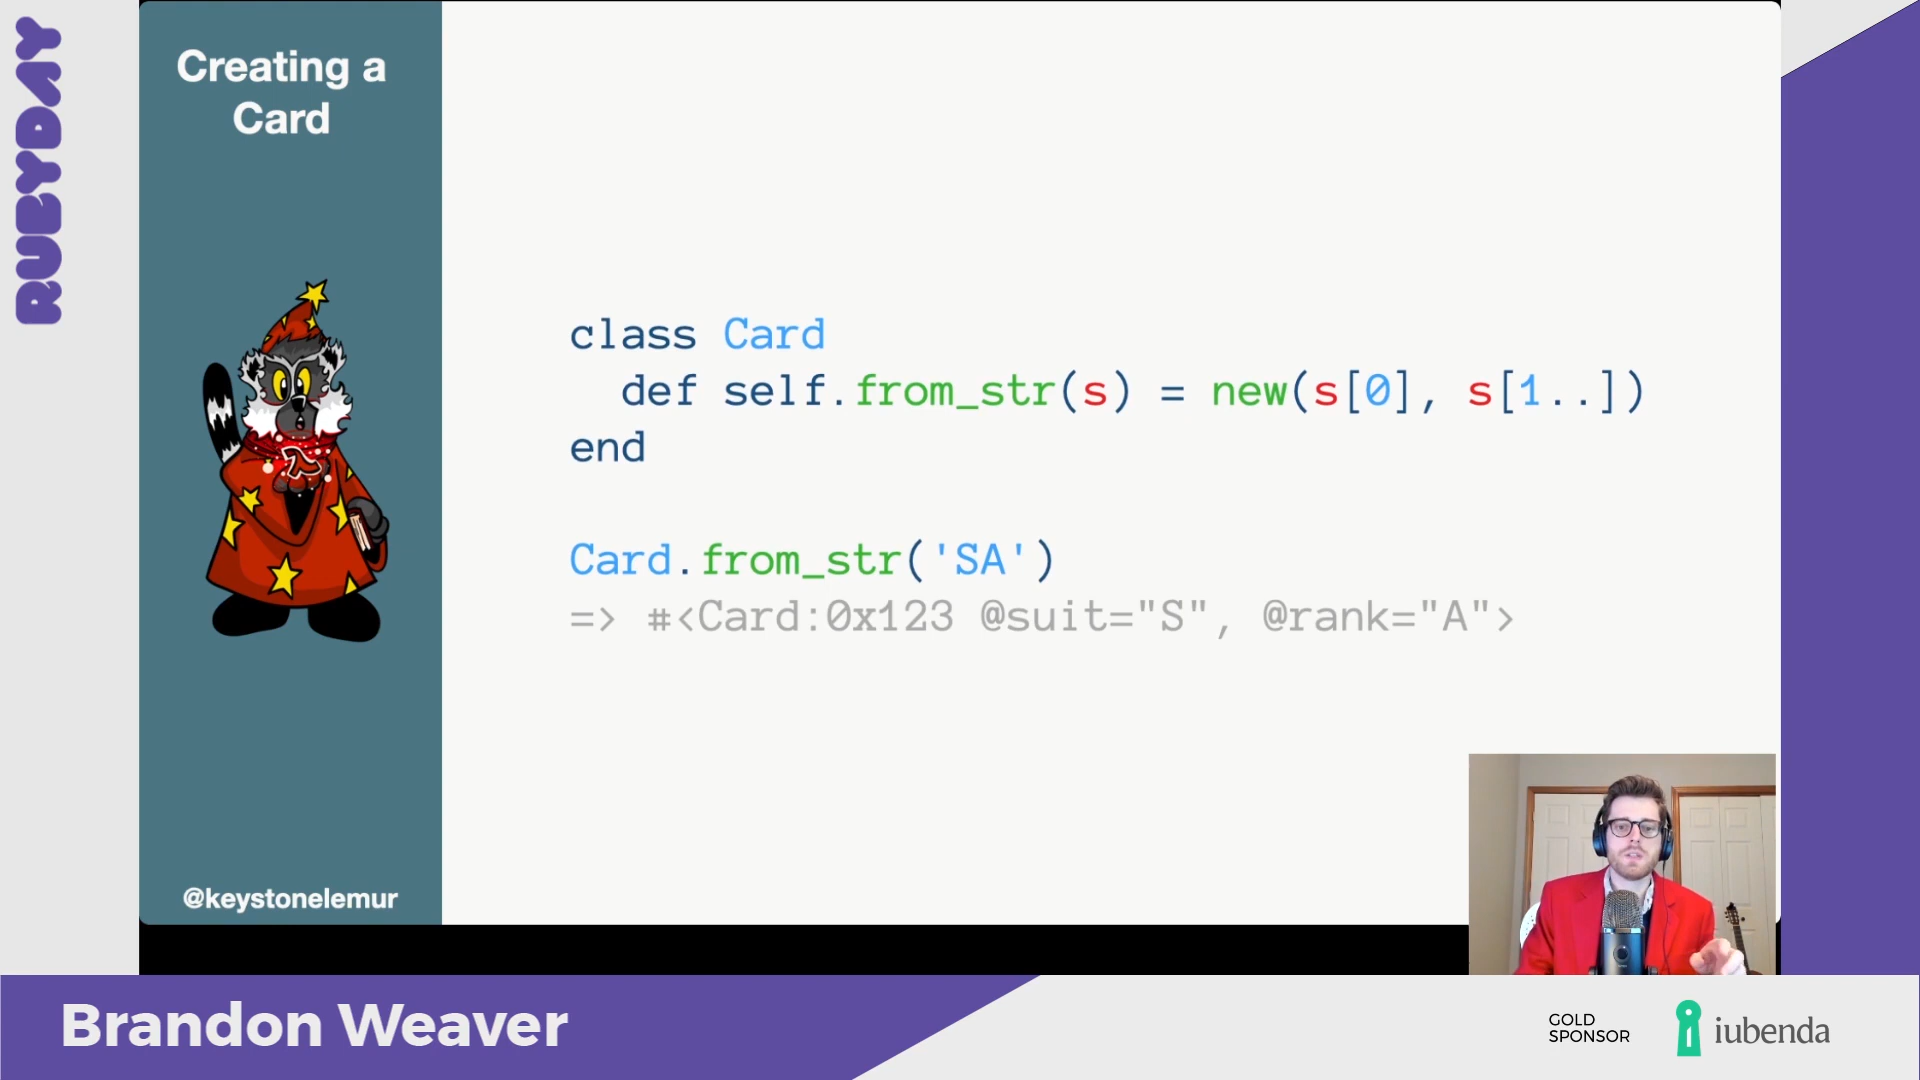 RUBYDAY
Creating a
Card
class Card
  def self.from_str(s) = new(s[0], s[1..])
end
Card.from_str('SA')
=> #<Card:0x123 @suit="S", @rank="A">
@keystonelemur
Brandon Weaver
GOLD
SPONSOR
iubenda